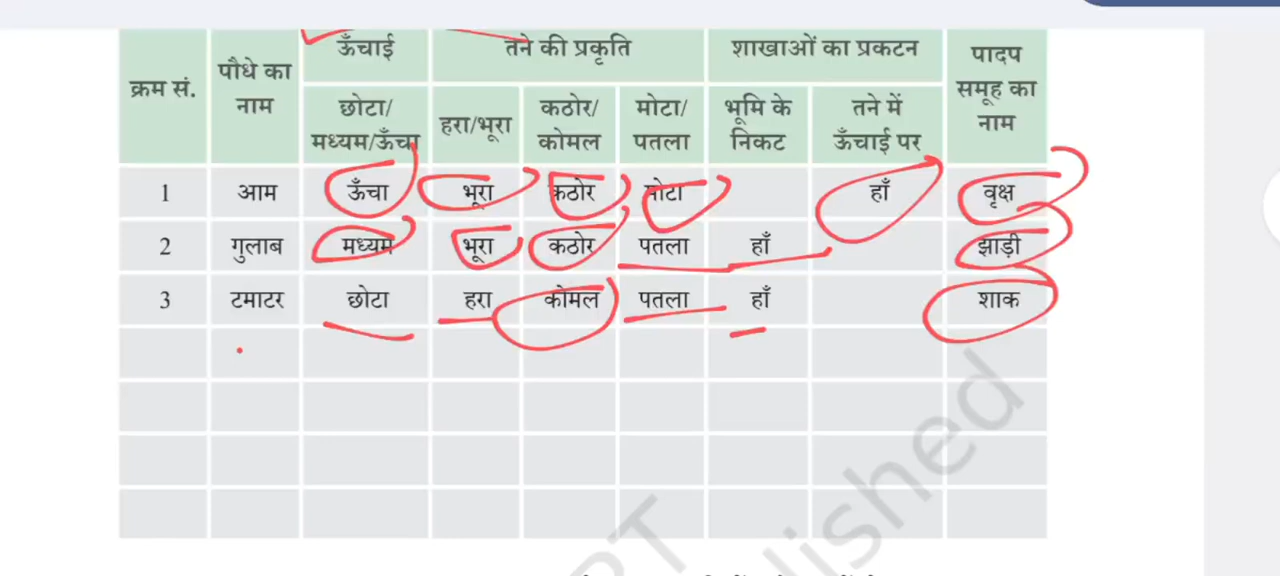 क्रम सं. पौधे का नाम ऊँचाई तने की प्रकृति शाखाओं का प्रकटन पादप समूह का नाम
छोटा/ मध्यम/ऊँचा हरा/भूरा कठोर/ कोमल मोटा/ पतला भूमि के निकट तने में ऊँचाई पर
1 आम ऊँचा भूरा कठोर मोटा हाँ वृक्ष
2 गुलाब मध्यम भूरा कठोर पतला हाँ झाड़ी
3 टमाटर छोटा हरा कोमल पतला हाँ शाक